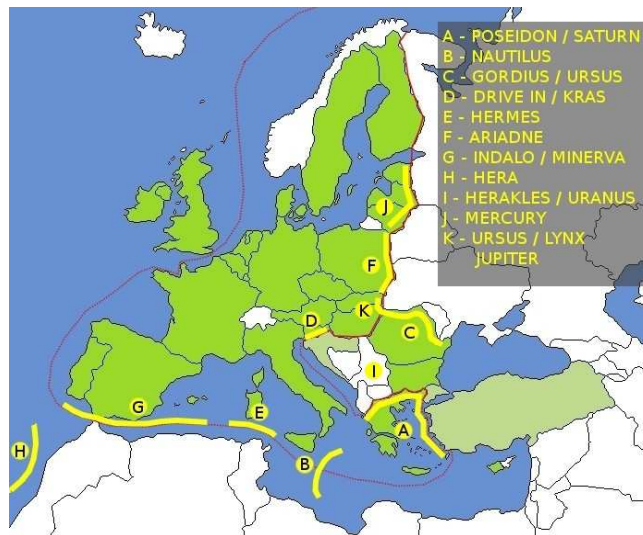 A - POSEIDON / SATURN
B - NAUTILUS
C - GORDIUS / URSUS
D - DRIVE IN / KRAS
E - HERMES
F - ARIADNE
G - INDALO / MINERVA
H - HERA
I - HERAKLES / URANUS
J - MERCURY
K - URSUS / LYNX
JUPITER
J
F
K
D
C
I
G
E
A
H
B